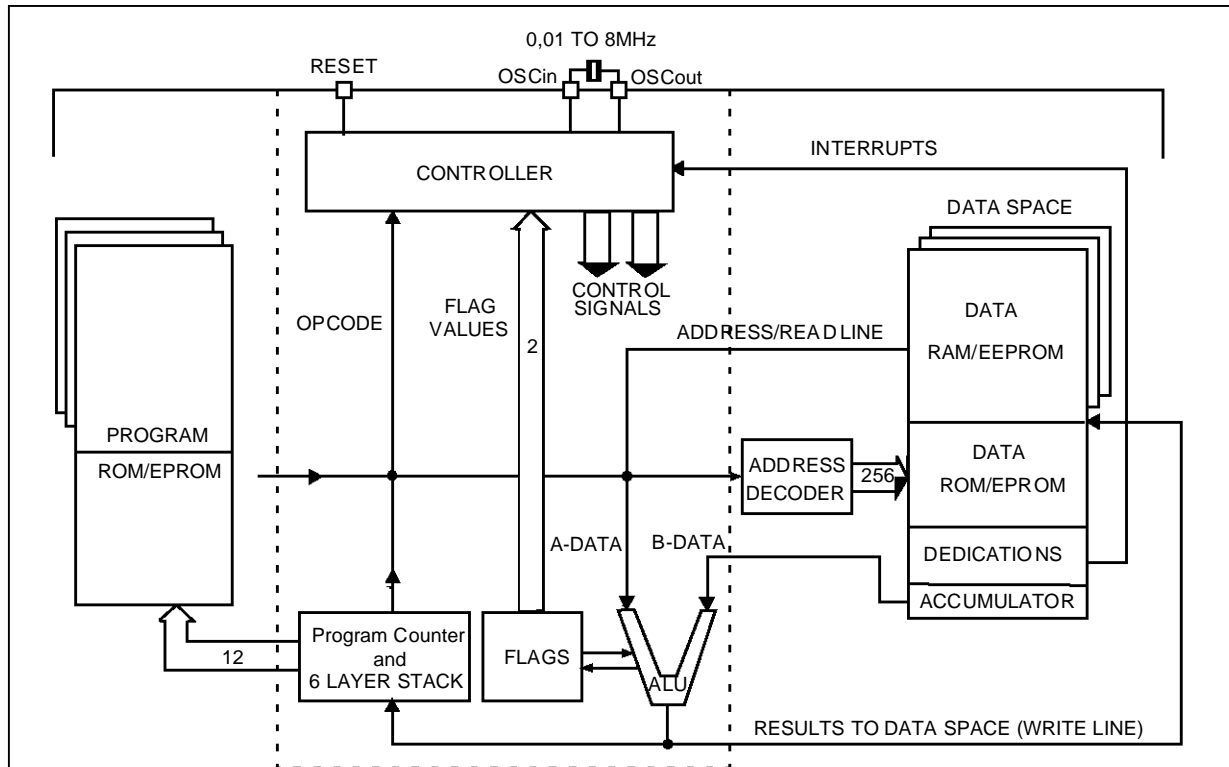 0,01 TO 8MHz
RESET
OSCin
OSCout
INTERRUPTS
CONTROLLER
DATA SPACE
OPCODE
FLAG
VALUES
2
CONTROL
SIGNALS
ADDRESS/READ LINE
DATA
RAM/EEPROM
PROGRAM
ROM/EPROM
ADDRESS
DECODER
256
DATA
ROM/EPROM
A-DATA
B-DATA
DEDICATIONS
ACCUMULATOR
12
Program Counter
and
6 LAYER STACK
FLAGS
ALU
RESULTS TO DATA SPACE (WRITE LINE)